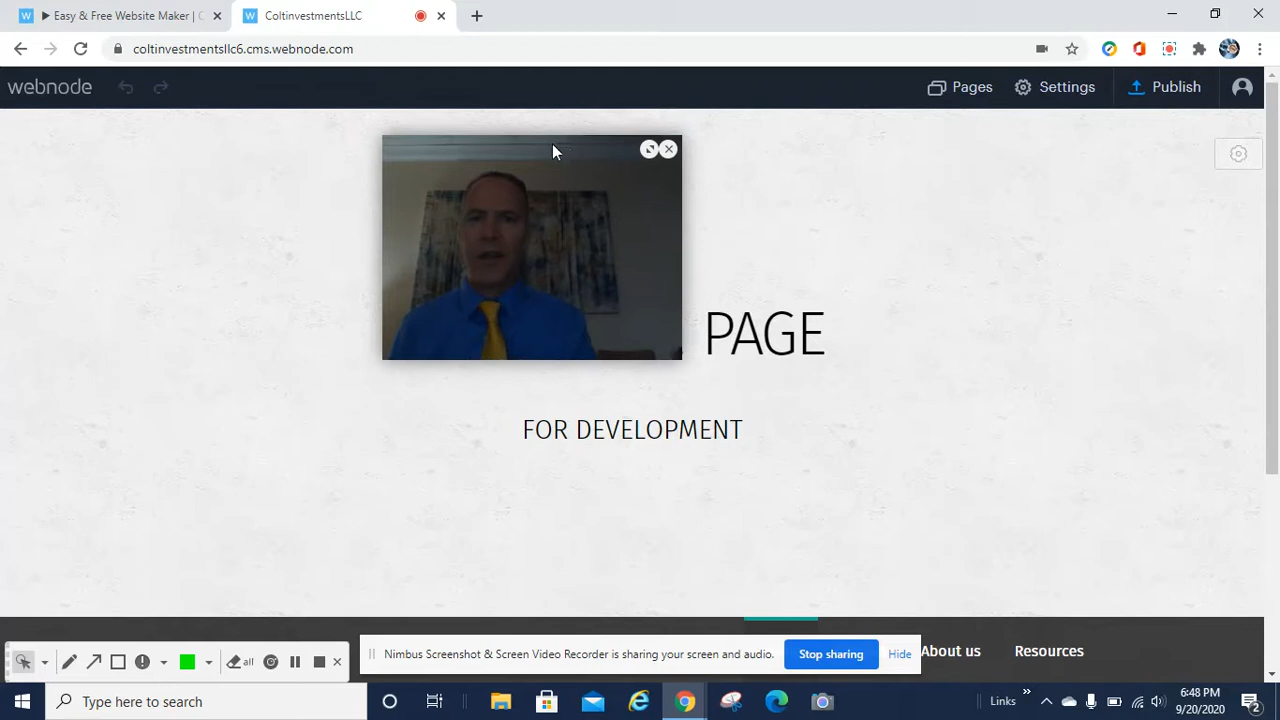 Easy & Free Website Maker | C
ColtinvestmentsLLC
coltinvestmentsllc6.cms.webnode.com
webnode
Pages
Settings
Publish
PAGE
FOR DEVELOPMENT
About us
Resources
all
Nimbus Screenshot & Screen Video Recorder is sharing your screen and audio.
Stop sharing
Hide
Type here to search
Links
6:48 PM
9/20/2020
2